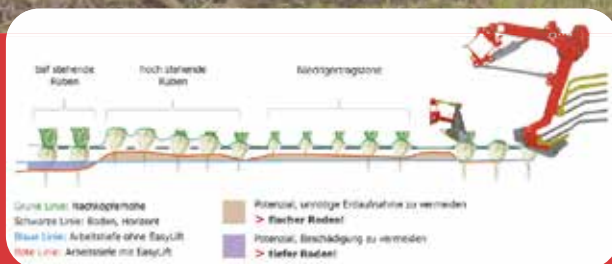 tief stehende
Rüben
hoch stehende
Rüben
Niedrigertragszone
Grüne Linie: Nachköpfhöhe
Schwarze Linie: Boden, Horizont
Blaue Linie: Arbeitstiefe ohne EasyLift
Rote Linie: Arbeitstiefe mit EasyLift
Potenzial, unnötige Erdaufnahme zu vermeiden
> flacher Roden!
Potenzial, Beschädigung zu vermeiden
> tiefer Roden!